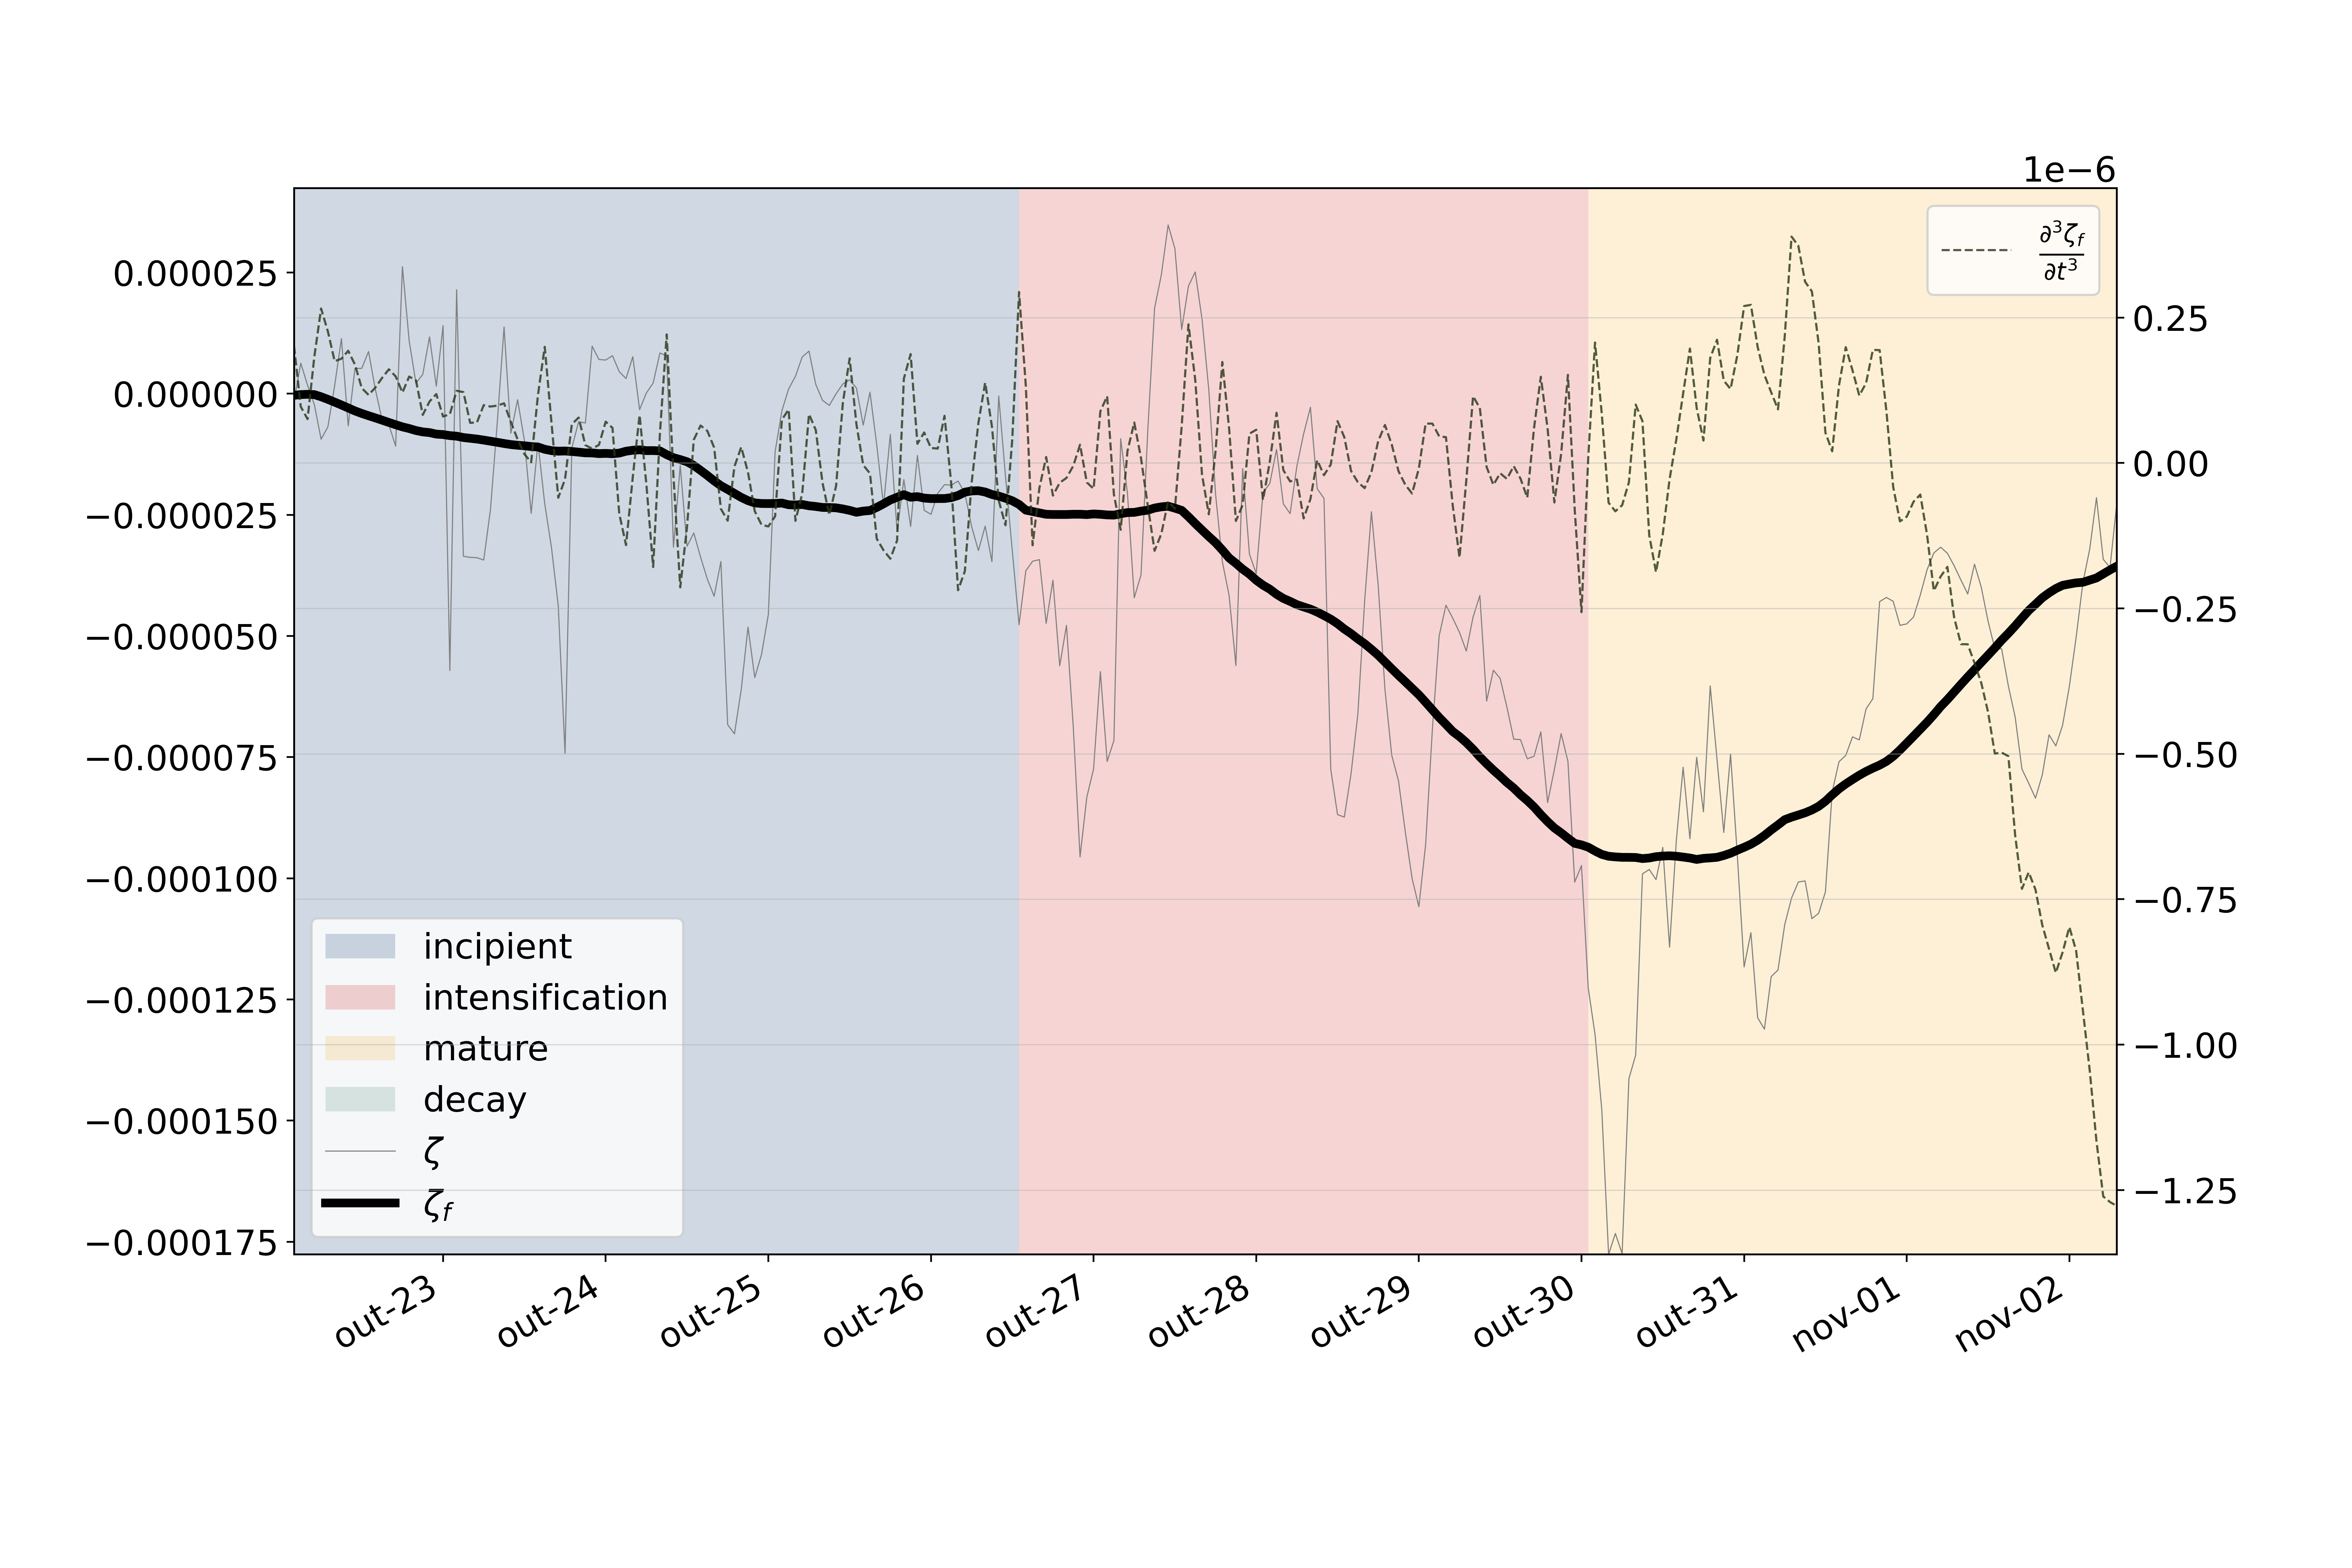 1e−6
∂³ζf
∂t³
0.000025
0.000000
−0.000025
−0.000050
−0.000075
−0.000100
−0.000125
−0.000150
−0.000175
0.25
0.00
−0.25
−0.50
−0.75
−1.00
−1.25
incipient
intensification
mature
decay
ζ
ζf
out-23
out-24
out-25
out-26
out-27
out-28
out-29
out-30
out-31
nov-01
nov-02